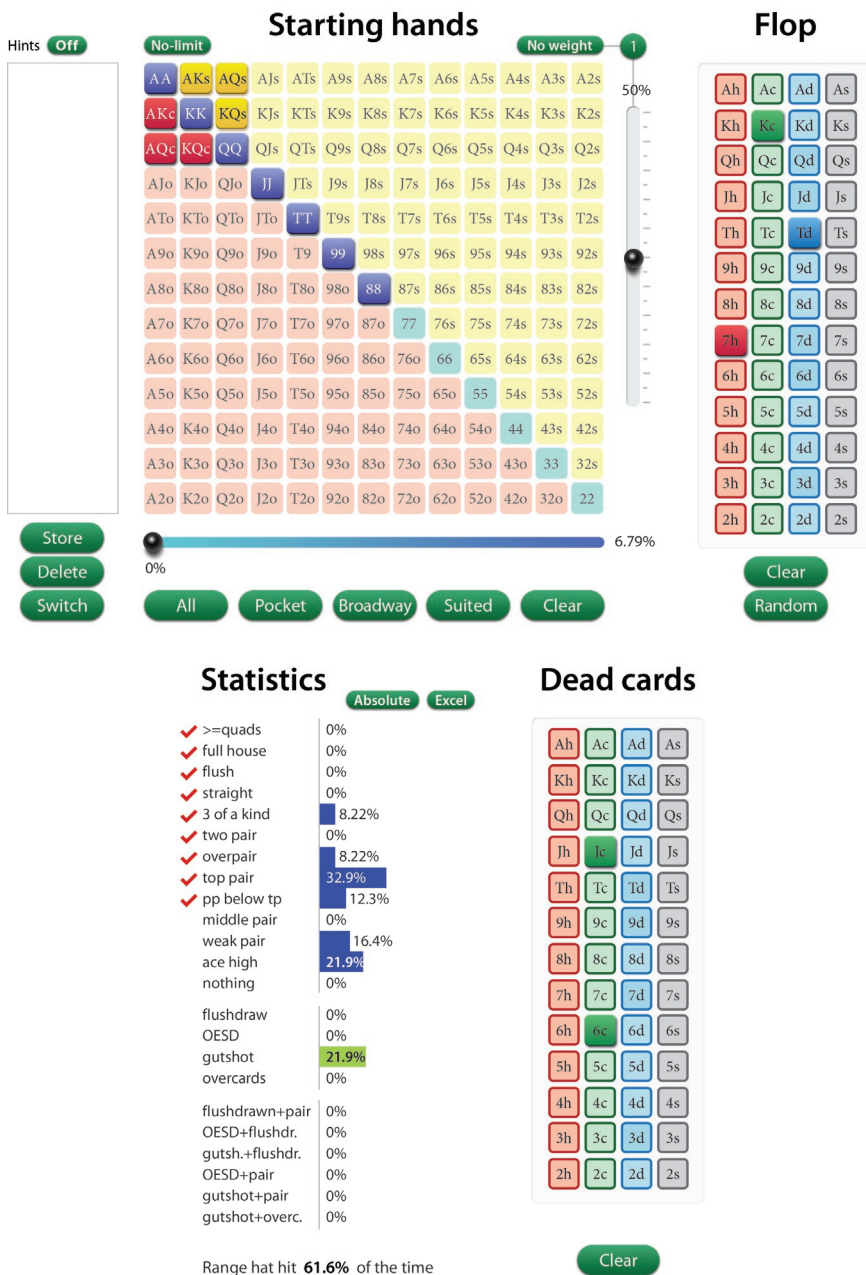 Starting hands
Hints Off
No-limit
No weight 1
50%
AA AKs AQs AJs ATs A9s A8s A7s A6s A5s A4s A3s A2s
AKc KK KQs KJs KTs K9s K8s K7s K6s K5s K4s K3s K2s
AQc KQc QQ QJs QTs Q9s Q8s Q7s Q6s Q5s Q4s Q3s Q2s
AJo KJo QJo JJ JTs J9s J8s J7s J6s J5s J4s J3s J2s
ATo KTo QTo JTo TT T9s T8s T7s T6s T5s T4s T3s T2s
A9o K9o Q9o J9o T9 99 98s 97s 96s 95s 94s 93s 92s
A8o K8o Q8o J8o T8o 98o 88 87s 86s 85s 84s 83s 82s
A7o K7o Q7o J7o T7o 97o 87o 77 76s 75s 74s 73s 72s
A6o K6o Q6o J6o T6o 96o 86o 76o 66 65s 64s 63s 62s
A5o K5o Q5o J5o T5o 95o 85o 75o 65o 55 54s 53s 52s
A4o K4o Q4o J4o T4o 94o 84o 74o 64o 54o 44 43s 42s
A3o K3o Q3o J3o T3o 93o 83o 73o 63o 53o 43o 33 32s
A2o K2o Q2o J2o T2o 92o 82o 72o 62o 52o 42o 32o 22
Store
Delete
Switch
0%
6.79%
All Pocket Broadway Suited Clear
Flop
Ah Ac Ad As
Kh Kc Kd Ks
Qh Qc Qd Qs
Jh Jc Jd Js
Th Tc Td Ts
9h 9c 9d 9s
8h 8c 8d 8s
7h 7c 7d 7s
6h 6c 6d 6s
5h 5c 5d 5s
4h 4c 4d 4s
3h 3c 3d 3s
2h 2c 2d 2s
Clear
Random
Statistics
Absolute Excel
>=quads 0%
full house 0%
flush 0%
straight 0%
3 of a kind 8.22%
two pair 0%
overpair 8.22%
top pair 32.9%
pp below tp 12.3%
middle pair 0%
weak pair 16.4%
ace high 21.9%
nothing 0%
flushdraw 0%
OESD 0%
gutshot 21.9%
overcards 0%
flushdrawn+pair 0%
OESD+flushdr. 0%
gutsh.+flushdr. 0%
OESD+pair 0%
gutshot+pair 0%
gutshot+overc. 0%
Range hat hit 61.6% of the time
Dead cards
Ah Ac Ad As
Kh Kc Kd Ks
Qh Qc Qd Qs
Jh Jc Jd Js
Th Tc Td Ts
9h 9c 9d 9s
8h 8c 8d 8s
7h 7c 7d 7s
6h 6c 6d 6s
5h 5c 5d 5s
4h 4c 4d 4s
3h 3c 3d 3s
2h 2c 2d 2s
Clear